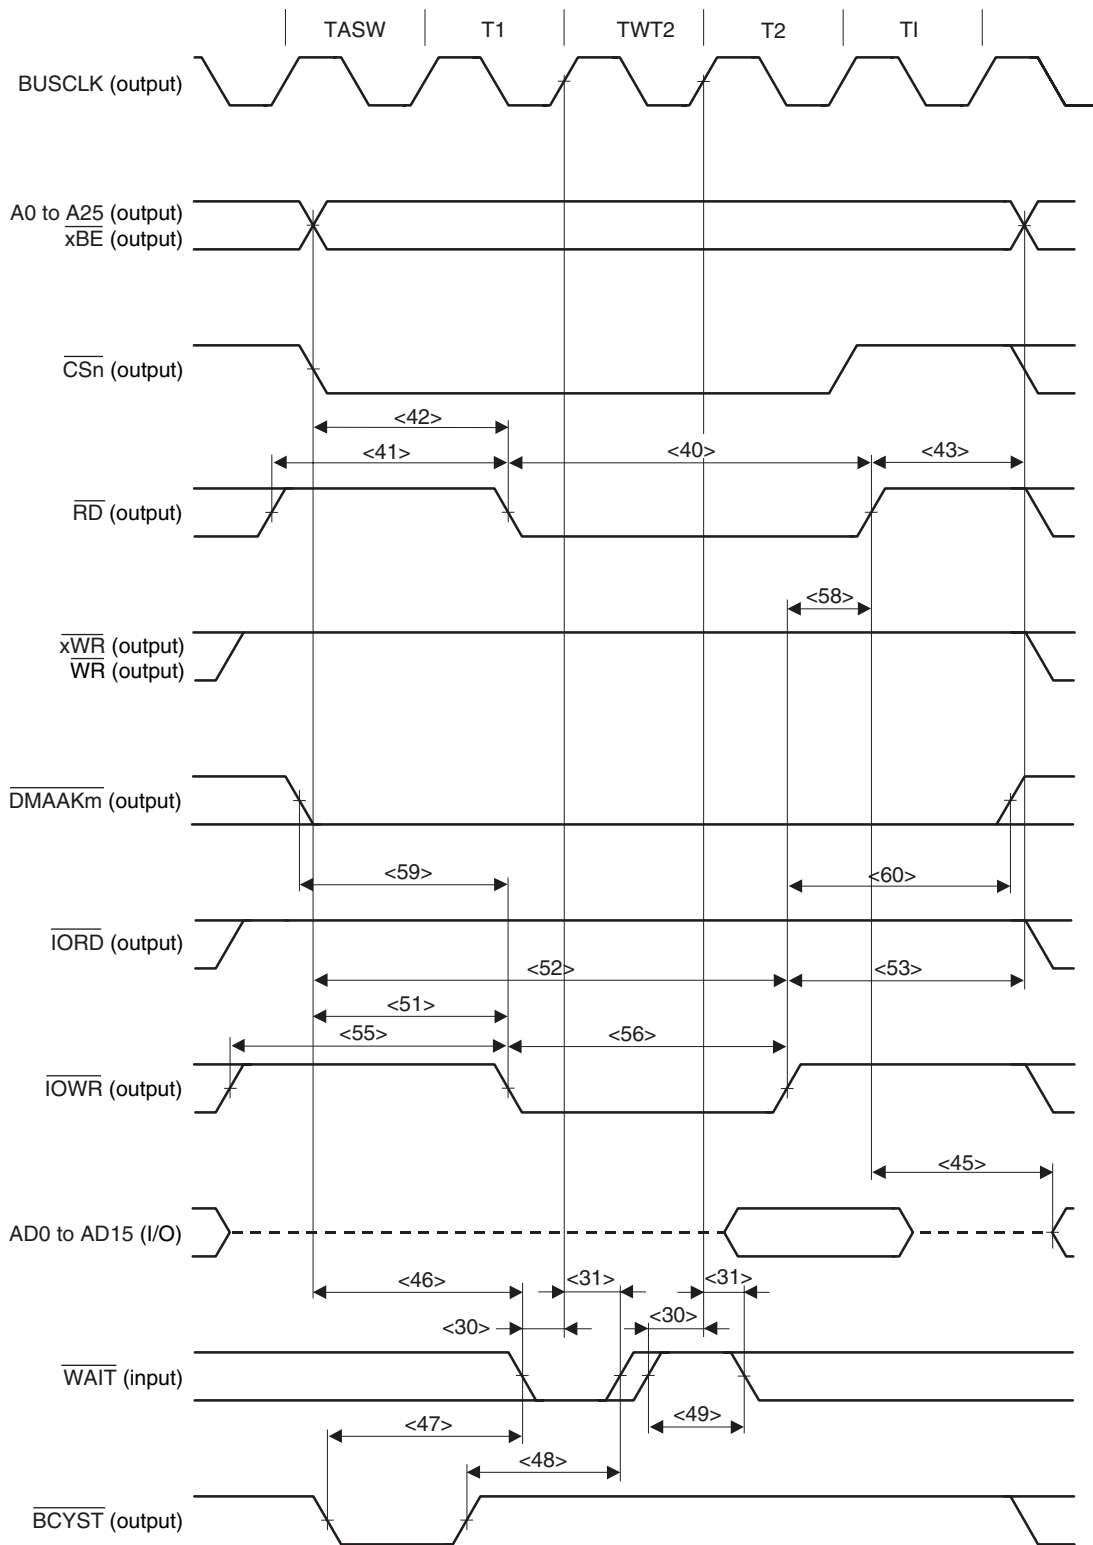 TASW T1 TWT2 T2 TI
BUSCLK (output)
A0 to A25 (output)
xBE (output)
CSn (output)
<42>
<41> <40> <43>
RD (output)
<58>
xWR (output)
WR (output)
DMAAKm (output)
<59> <60>
IORD (output)
<52> <53>
<51>
<55> <56>
IOWR (output)
<45>
AD0 to AD15 (I/O)
<46> <31> <31>
<30> <30>
WAIT (input)
<47> <49>
<48>
BCYST (output)